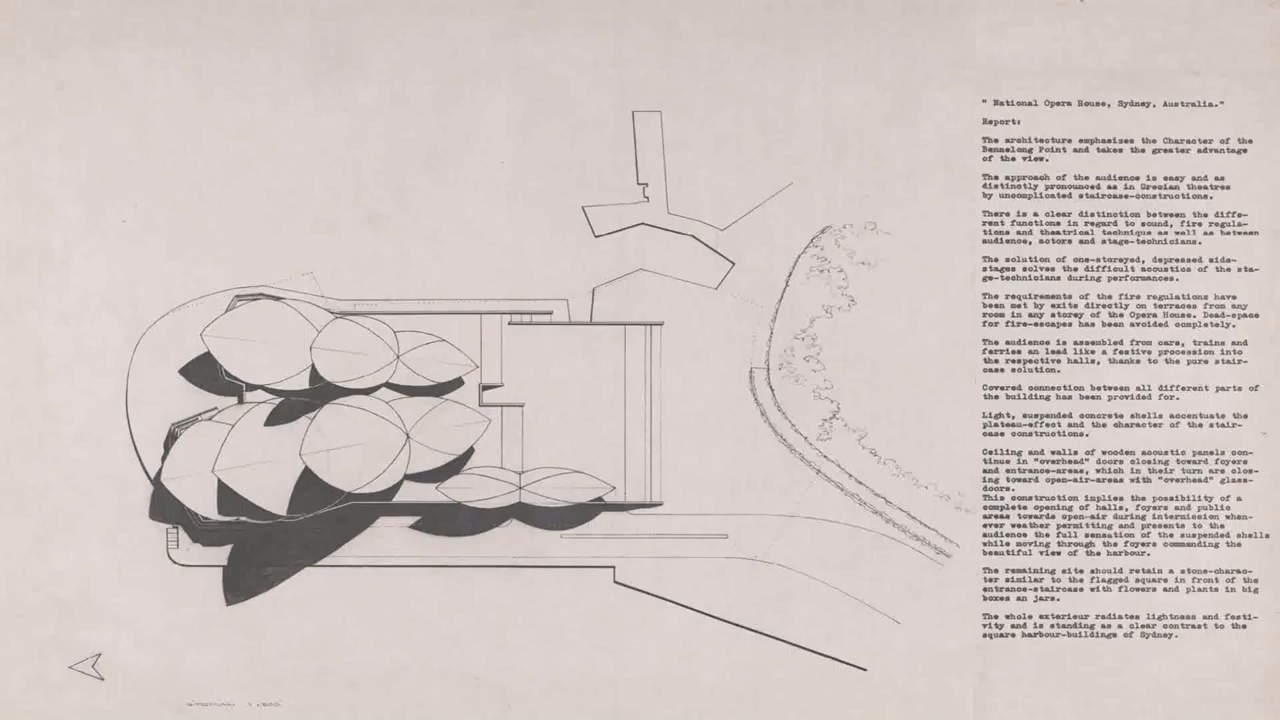 " National Opera House, Sydney, Australia."
Report:
The architecture emphasizes the Character of the
Bennelong Point and takes the greater advantage
of the view.
The approach of the audience is easy and as
distinctly pronounced as in Grecian theatres
by uncomplicated staircase-constructions.
There is a clear distinction between the diffe-
rent functions in regard to sound, fire regula-
tions and theatrical technique as well as between
audience, actors and stage-technicians.
The solution of one-storeyed, depressed side-
stages solves the difficult acoustics of the sta-
ge-technicians during performances.
The requirements of the fire regulations have
been met by exits directly on terraces from any
room in any storey of the Opera House. Dead-space
for fire-escapes has been avoided completely.
The audience is assembled from cars, trains and
ferries an lead like a festive procession into
the respective halls, thanks to the pure stair-
case solution.
Covered connection between all different parts of
the building has been provided for.
Light, suspended concrete shells accentuate the
plateau-effect and the character of the stair-
case constructions.
Ceiling and walls of wooden acoustic panels con-
tinue in "overhead" doors closing toward foyers
and entrance-areas, which in their turn are clos-
ing toward open-air-areas with "overhead" glass-
doors.
This construction implies the possibility of a
complete opening of halls, foyers and public
areas towards open-air during intermission when-
ever weather permitting and presents to the
audience the full sensation of the suspended shells
while moving through the foyers commanding the
beautiful view of the harbour.
The remaining site should retain a stone-charac-
ter similar to the flagged square in front of the
entrance-staircase with flowers and plants in big
boxes an jars.
The whole exterieur radiates lightness and festi-
vity and is standing as a clear contrast to the
square harbour-buildings of Sydney.